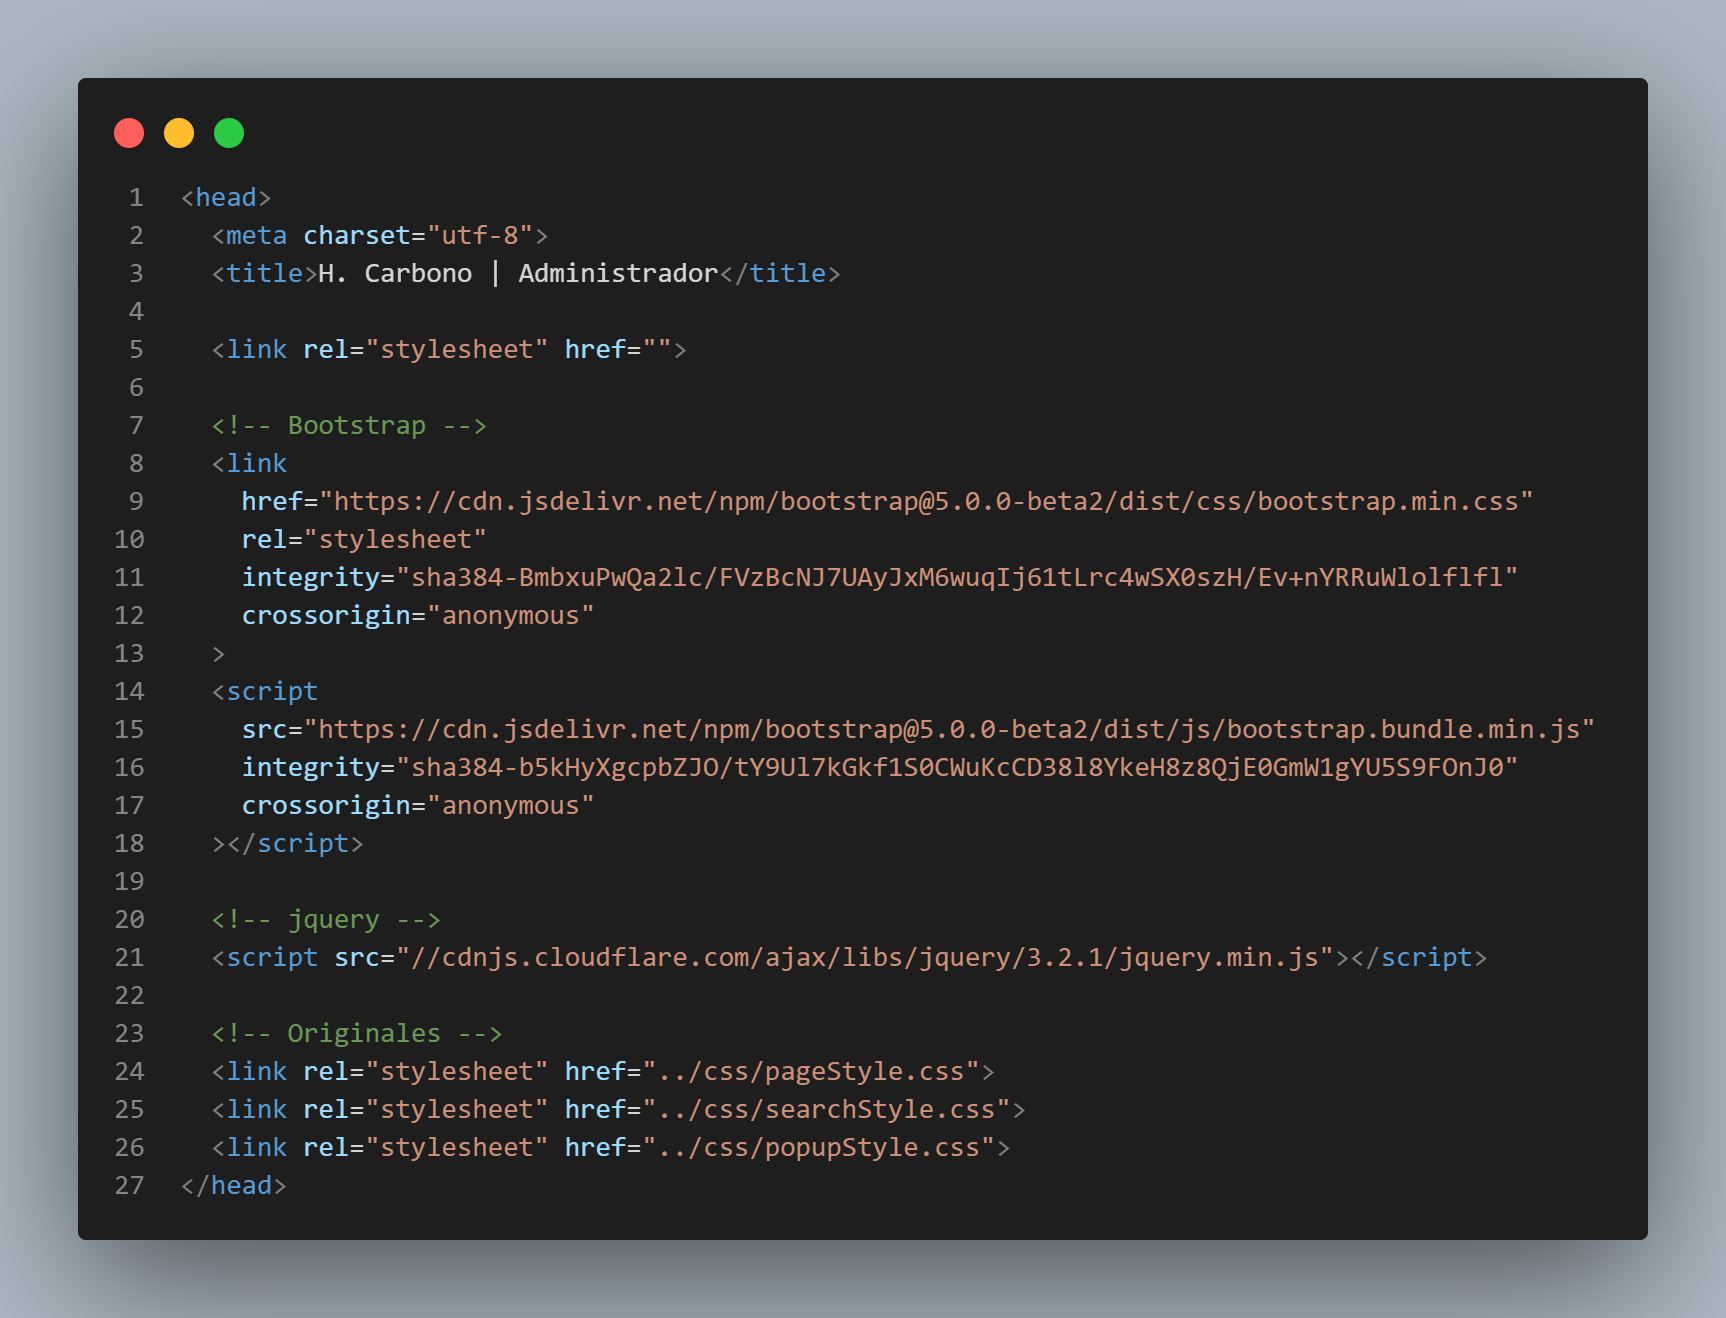 1 <head>
2   <meta charset="utf-8">
3   <title>H. Carbono | Administrador</title>
4
5   <link rel="stylesheet" href="">
6
7   <!-- Bootstrap -->
8   <link
9     href="https://cdn.jsdelivr.net/npm/bootstrap@5.0.0-beta2/dist/css/bootstrap.min.css"
10     rel="stylesheet"
11     integrity="sha384-BmbxuPwQa2lc/FVzBcNJ7UAyJxM6wuqIj61tLrc4wSX0szH/Ev+nYRRuWlolflfl"
12     crossorigin="anonymous"
13   >
14   <script
15     src="https://cdn.jsdelivr.net/npm/bootstrap@5.0.0-beta2/dist/js/bootstrap.bundle.min.js"
16     integrity="sha384-b5kHyXgcpbZJO/tY9Ul7kGkf1S0CWuKcCD38l8YkeH8z8QjE0GmW1gYU5S9FOnJ0"
17     crossorigin="anonymous"
18   ></script>
19
20   <!-- jquery -->
21   <script src="//cdnjs.cloudflare.com/ajax/libs/jquery/3.2.1/jquery.min.js"></script>
22
23   <!-- Originales -->
24   <link rel="stylesheet" href="../css/pageStyle.css">
25   <link rel="stylesheet" href="../css/searchStyle.css">
26   <link rel="stylesheet" href="../css/popupStyle.css">
27 </head>